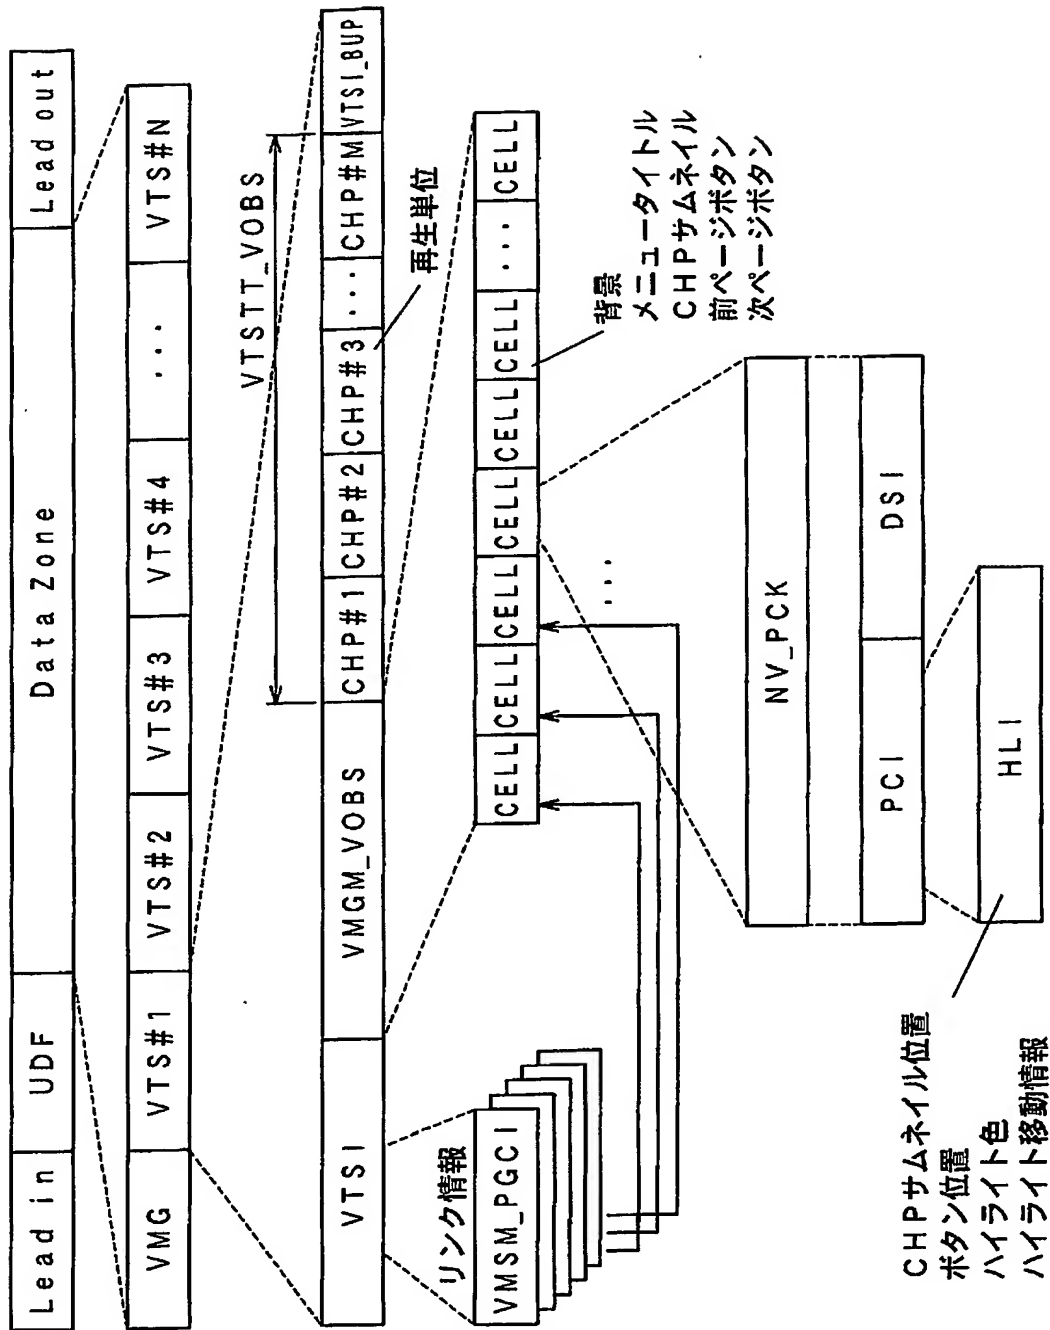 Lead in
UDF
Data Zone
Lead out
VMG
VTS#1
VTS#2
VTS#3
VTS#4
...
VTS#N
VTSTT_VOBS
VTSI
VMGM_VOBS
CHP#1
CHP#2
CHP#3
...
CHP#M
VTSI_BUP
再生単位
リンク情報
VMSM_PGCI
CELL
CELL
CELL
CELL
CELL
CELL
...
CELL
背景
メニュータイトル
CHPサムネイル
前ページボタン
次ページボタン
...
NV_PCK
PCI
DSI
HLI
CHPサムネイル位置
ボタン位置
ハイライト色
ハイライト移動情報